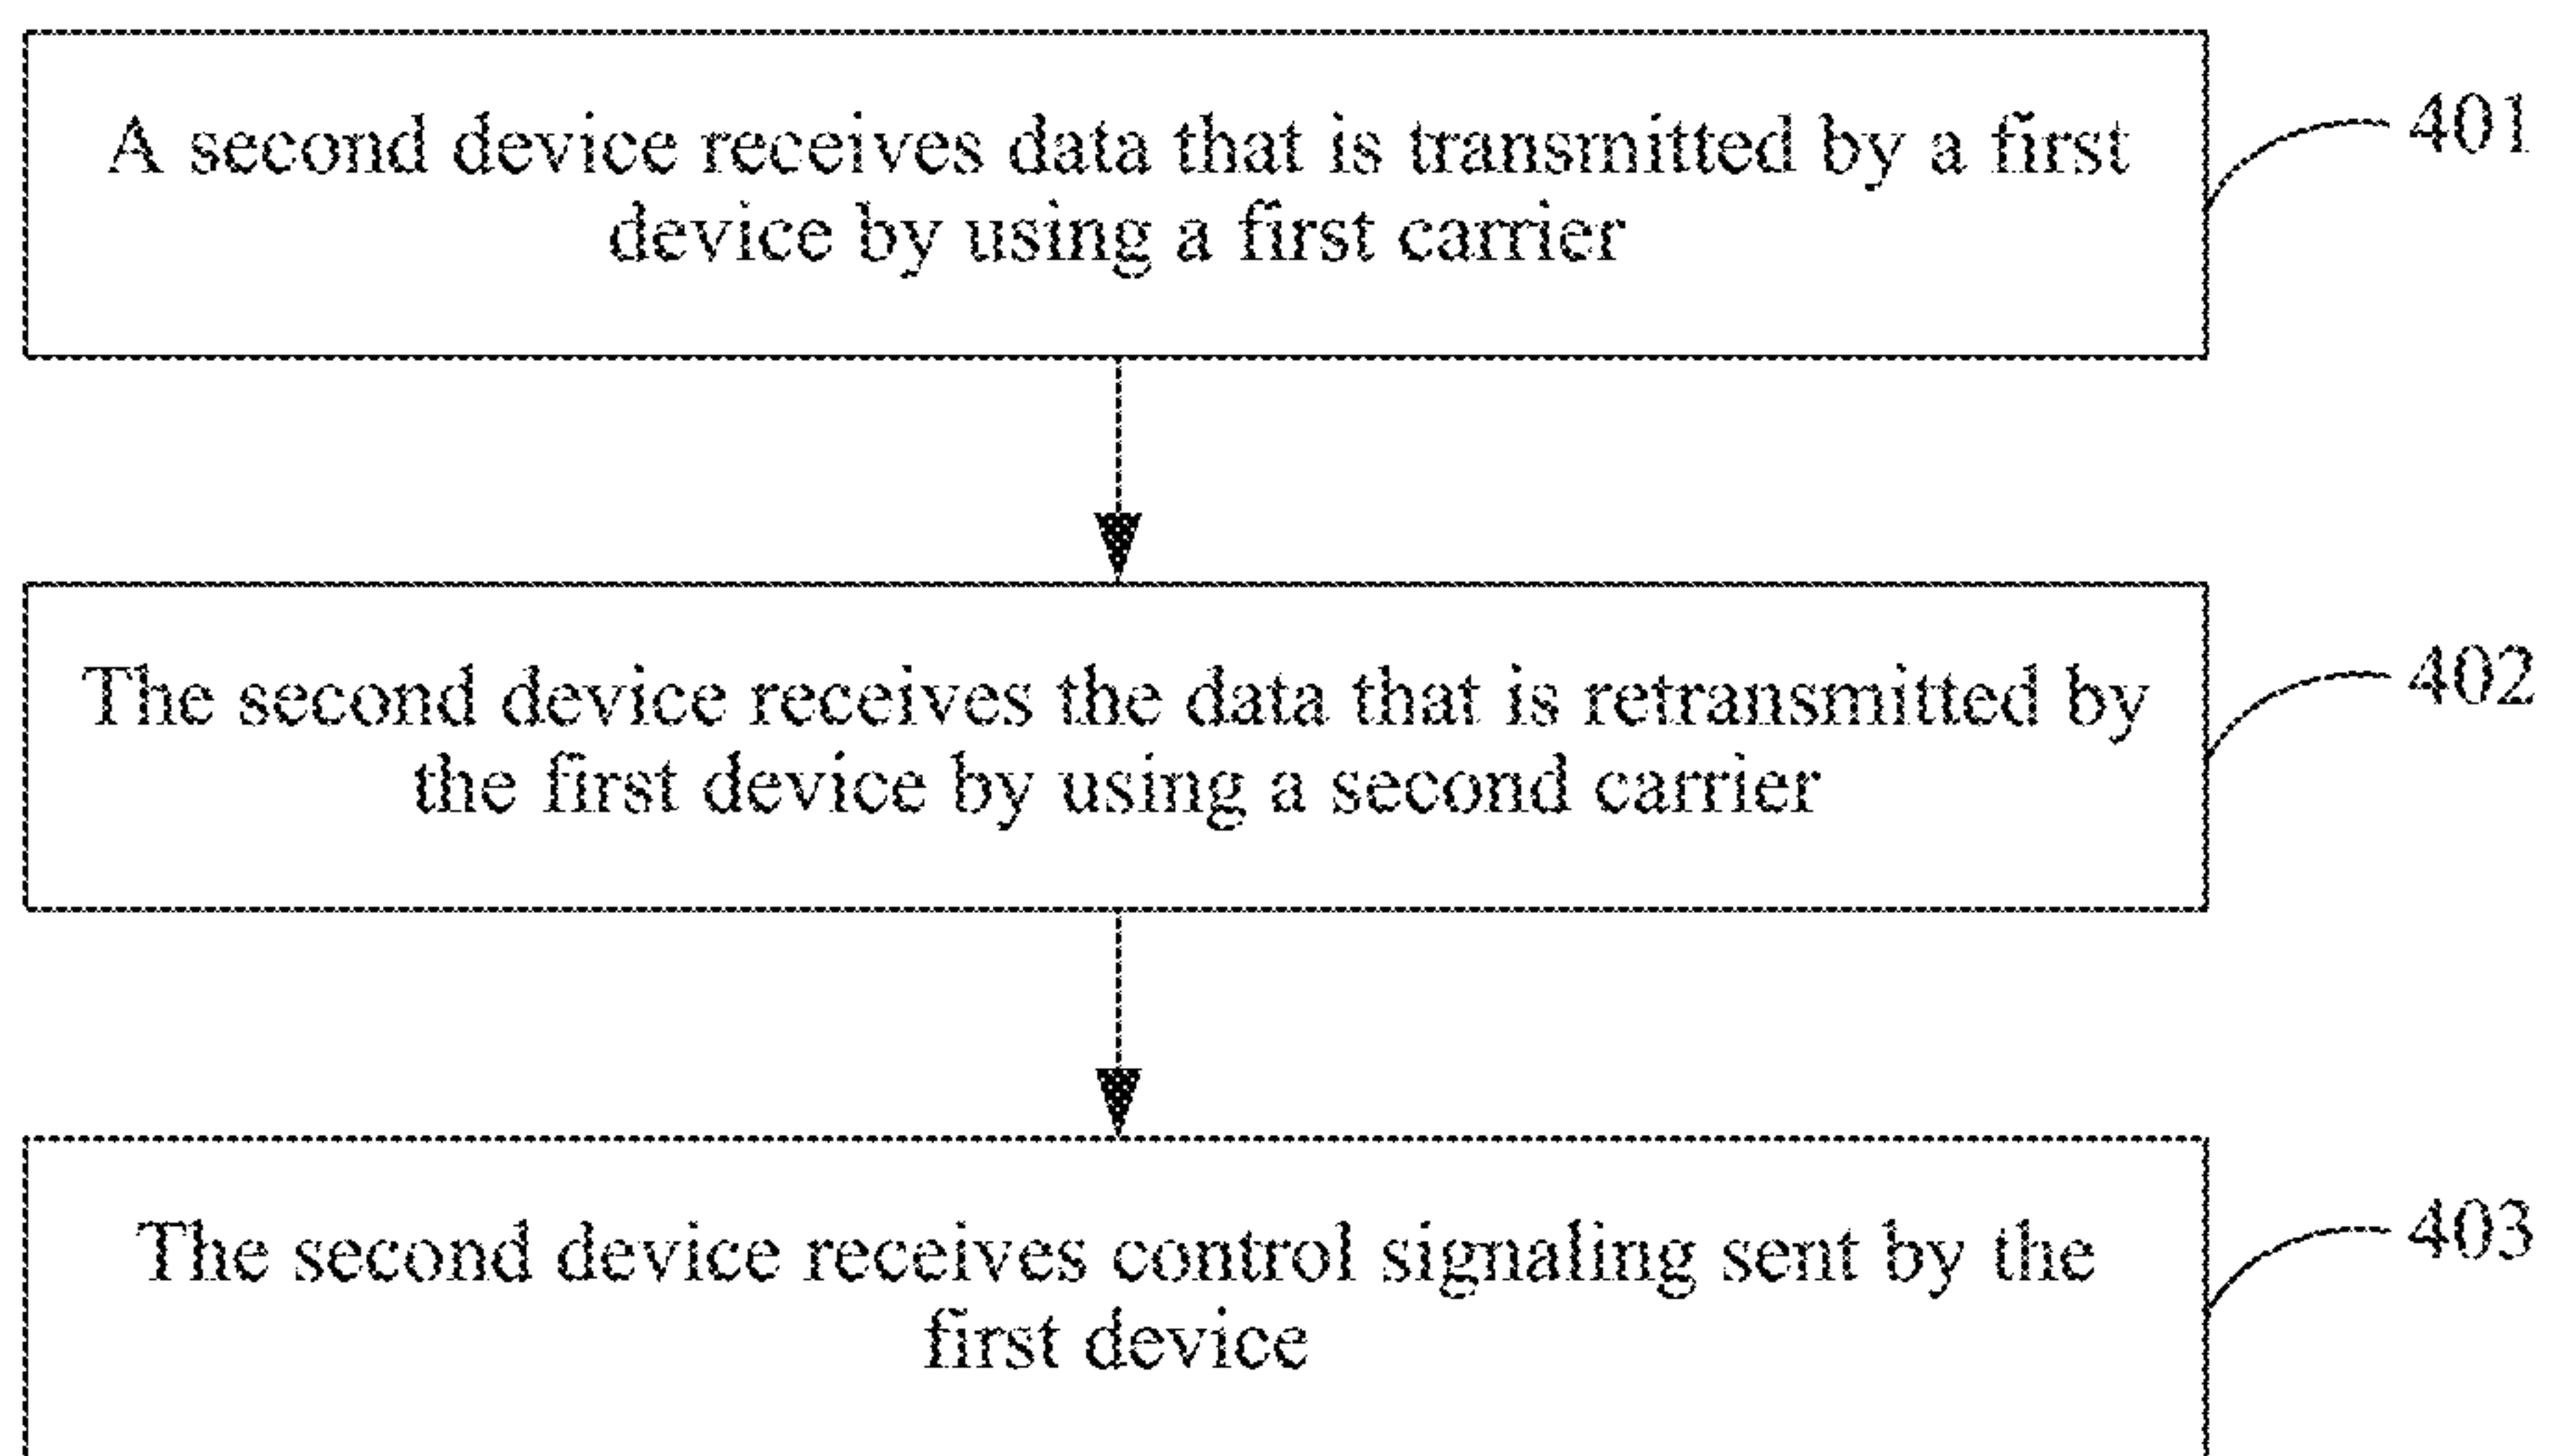 A second device receives data that is transmitted by a first
device by using a first carrier
401
The second device receives the data that is retransmitted by
the first device by using a second carrier
402
The second device receives control signaling sent by the
first device
403